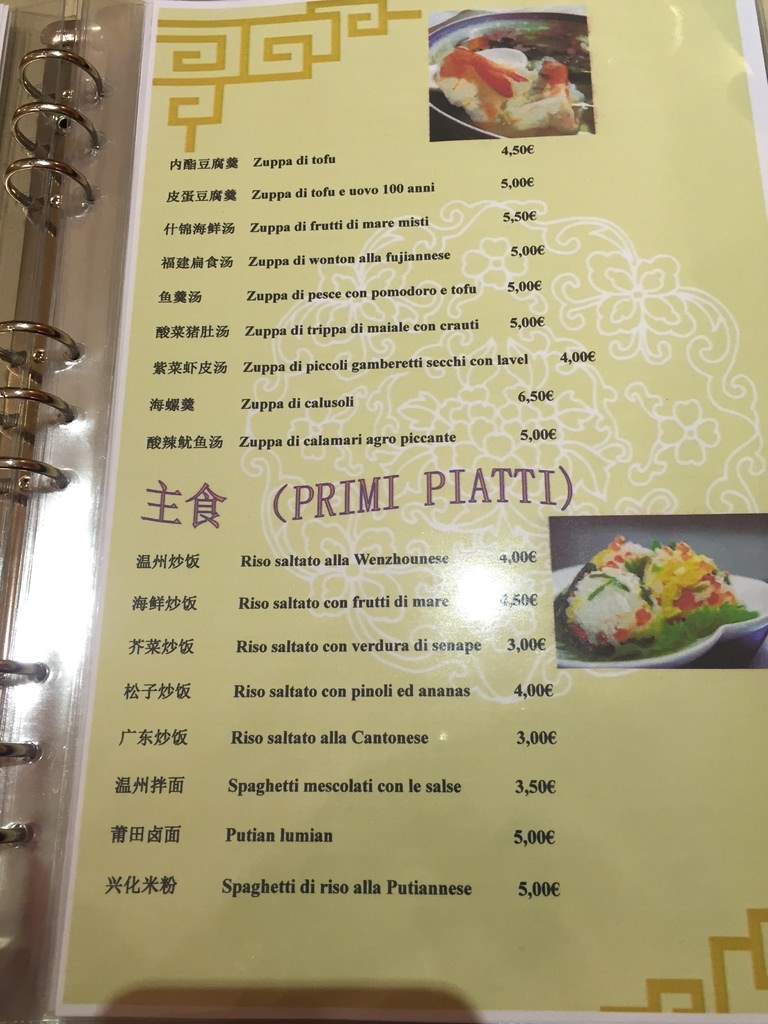 内酯豆腐羹 Zuppa di tofu 4,50€
皮蛋豆腐羹 Zuppa di tofu e uovo 100 anni 5,00€
什锦海鲜汤 Zuppa di frutti di mare misti 5,50€
福建扁食汤 Zuppa di wonton alla fujiannese 5,00€
鱼羹汤 Zuppa di pesce con pomodoro e tofu 5,00€
酸菜猪肚汤 Zuppa di trippa di maiale con crauti 5,00€
紫菜虾皮汤 Zuppa di piccoli gamberetti secchi con lavel 4,00€
海螺羹 Zuppa di calusoli 6,50€
酸辣鱿鱼汤 Zuppa di calamari agro piccante 5,00€
主食 (PRIMI PIATTI)
温州炒饭 Riso saltato alla Wenzhounese 4,00€
海鲜炒饭 Riso saltato con frutti di mare 4,50€
芥菜炒饭 Riso saltato con verdura di senape 3,00€
松子炒饭 Riso saltato con pinoli ed ananas 4,00€
广东炒饭 Riso saltato alla Cantonese 3,00€
温州拌面 Spaghetti mescolati con le salse 3,50€
莆田卤面 Putian lumian 5,00€
兴化米粉 Spaghetti di riso alla Putiannese 5,00€